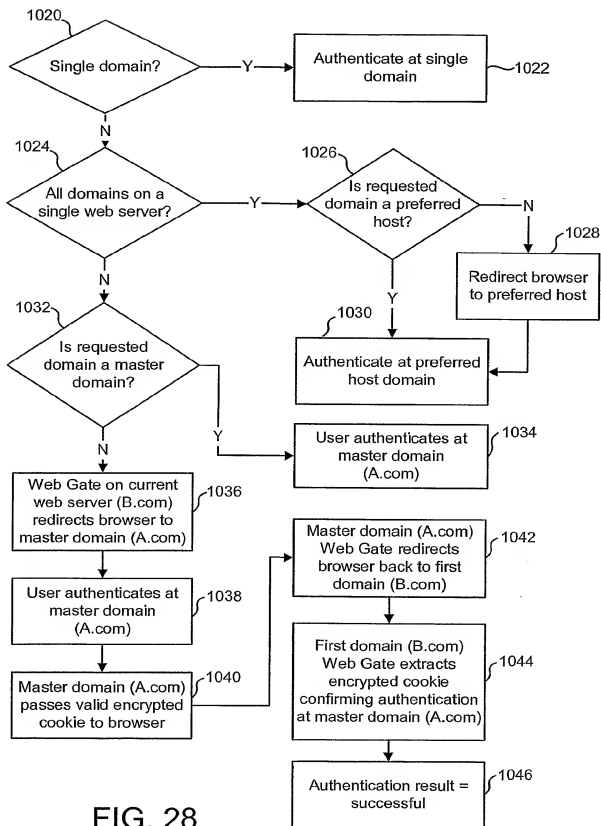 1020
Single domain?
Y
Authenticate at single
domain
1022
N
1024
All domains on a
single web server?
Y
1026
Is requested
domain a preferred
host?
N
1028
Redirect browser
to preferred host
Y
1030
Authenticate at preferred
host domain
N
1032
Is requested
domain a master
domain?
Y
User authenticates at
master domain
(A.com)
1034
N
Web Gate on current
web server (B.com)
redirects browser to
master domain (A.com)
1036
User authenticates at
master domain
(A.com)
1038
Master domain (A.com)
passes valid encrypted
cookie to browser
1040
Master domain (A.com)
Web Gate redirects
browser back to first
domain (B.com)
1042
First domain (B.com)
Web Gate extracts
encrypted cookie
confirming authentication
at master domain (A.com)
1044
Authentication result =
successful
1046
FIG. 28